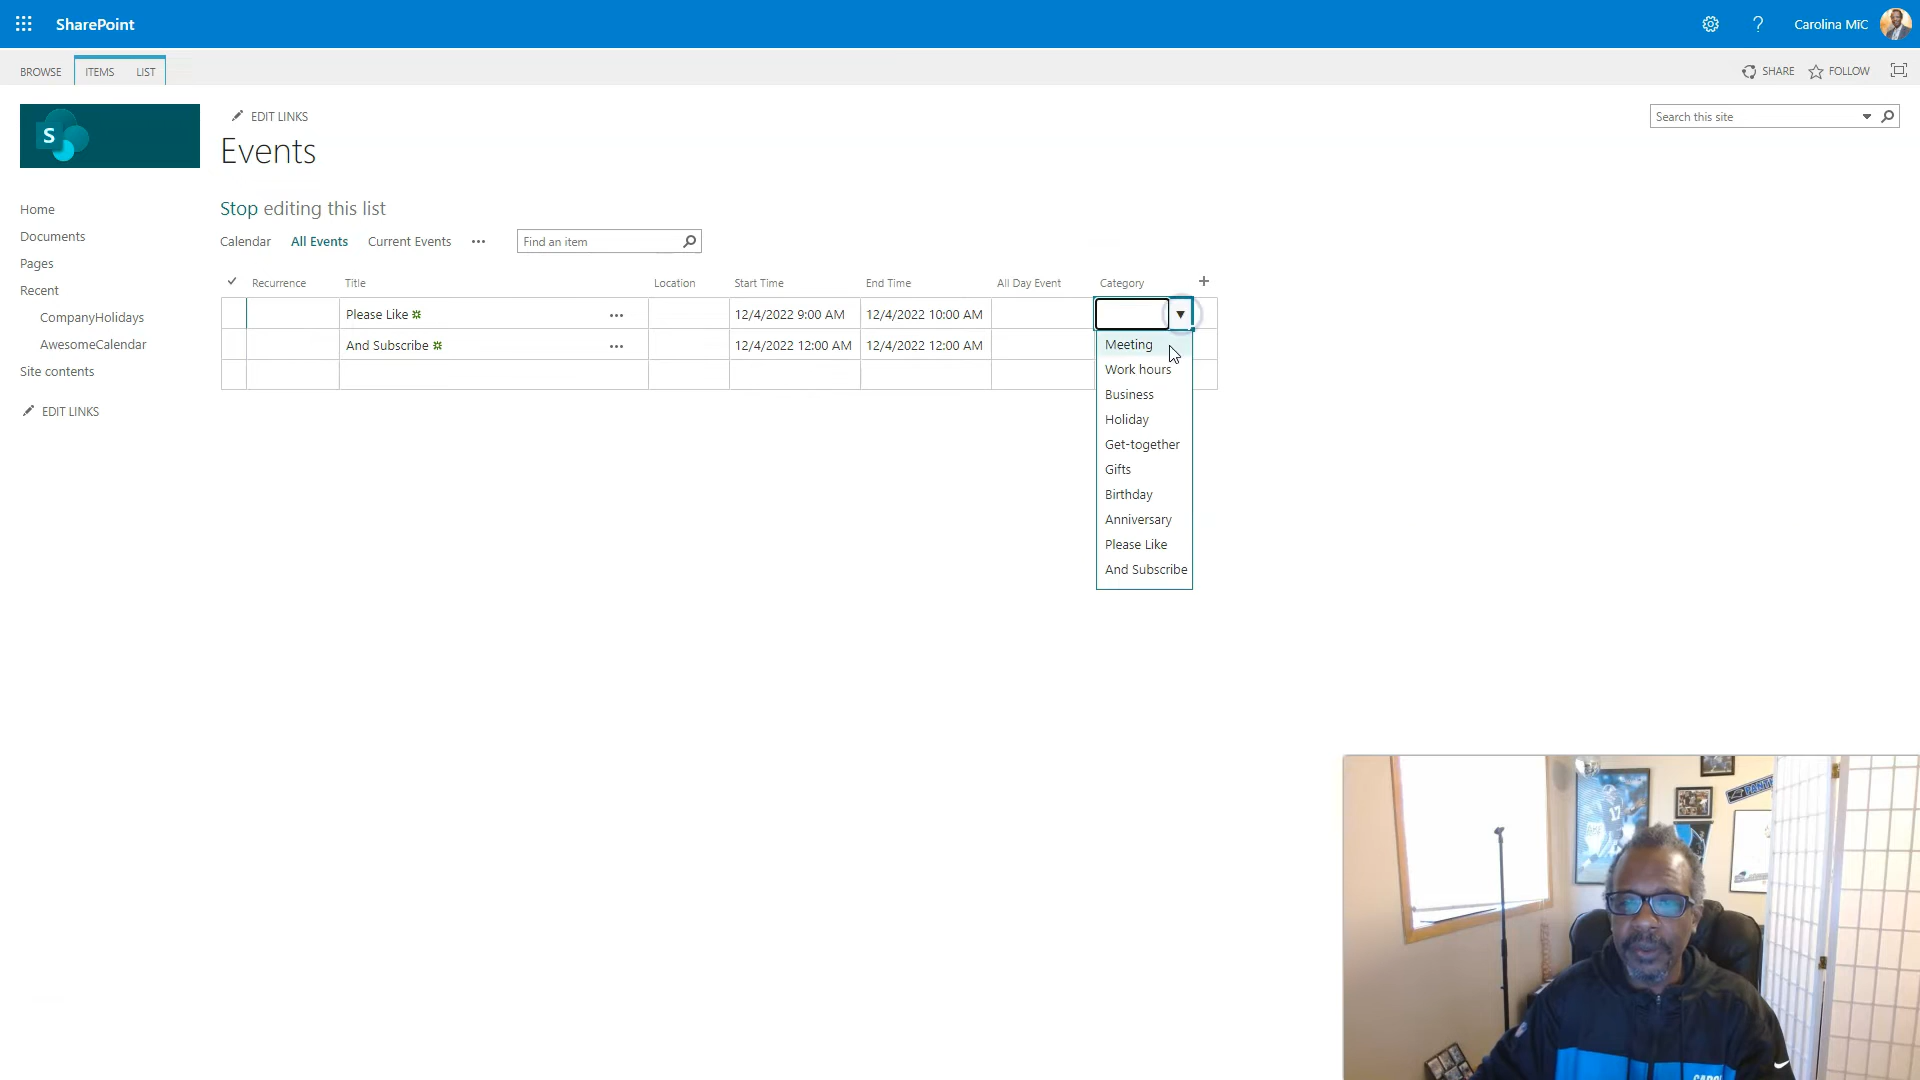 SharePoint
Carolina MiC
BROWSE ITEMS LIST
SHARE FOLLOW
S
EDIT LINKS
Search this site
Events
Home
Documents
Pages
Recent
CompanyHolidays
AwesomeCalendar
Site contents
EDIT LINKS
Stop editing this list
Calendar All Events Current Events ...
Find an item
Recurrence Title Location Start Time End Time All Day Event Category
Please Like ... 12/4/2022 9:00 AM 12/4/2022 10:00 AM
And Subscribe ... 12/4/2022 12:00 AM 12/4/2022 12:00 AM
Meeting
Work hours
Business
Holiday
Get-together
Gifts
Birthday
Anniversary
Please Like
And Subscribe
17